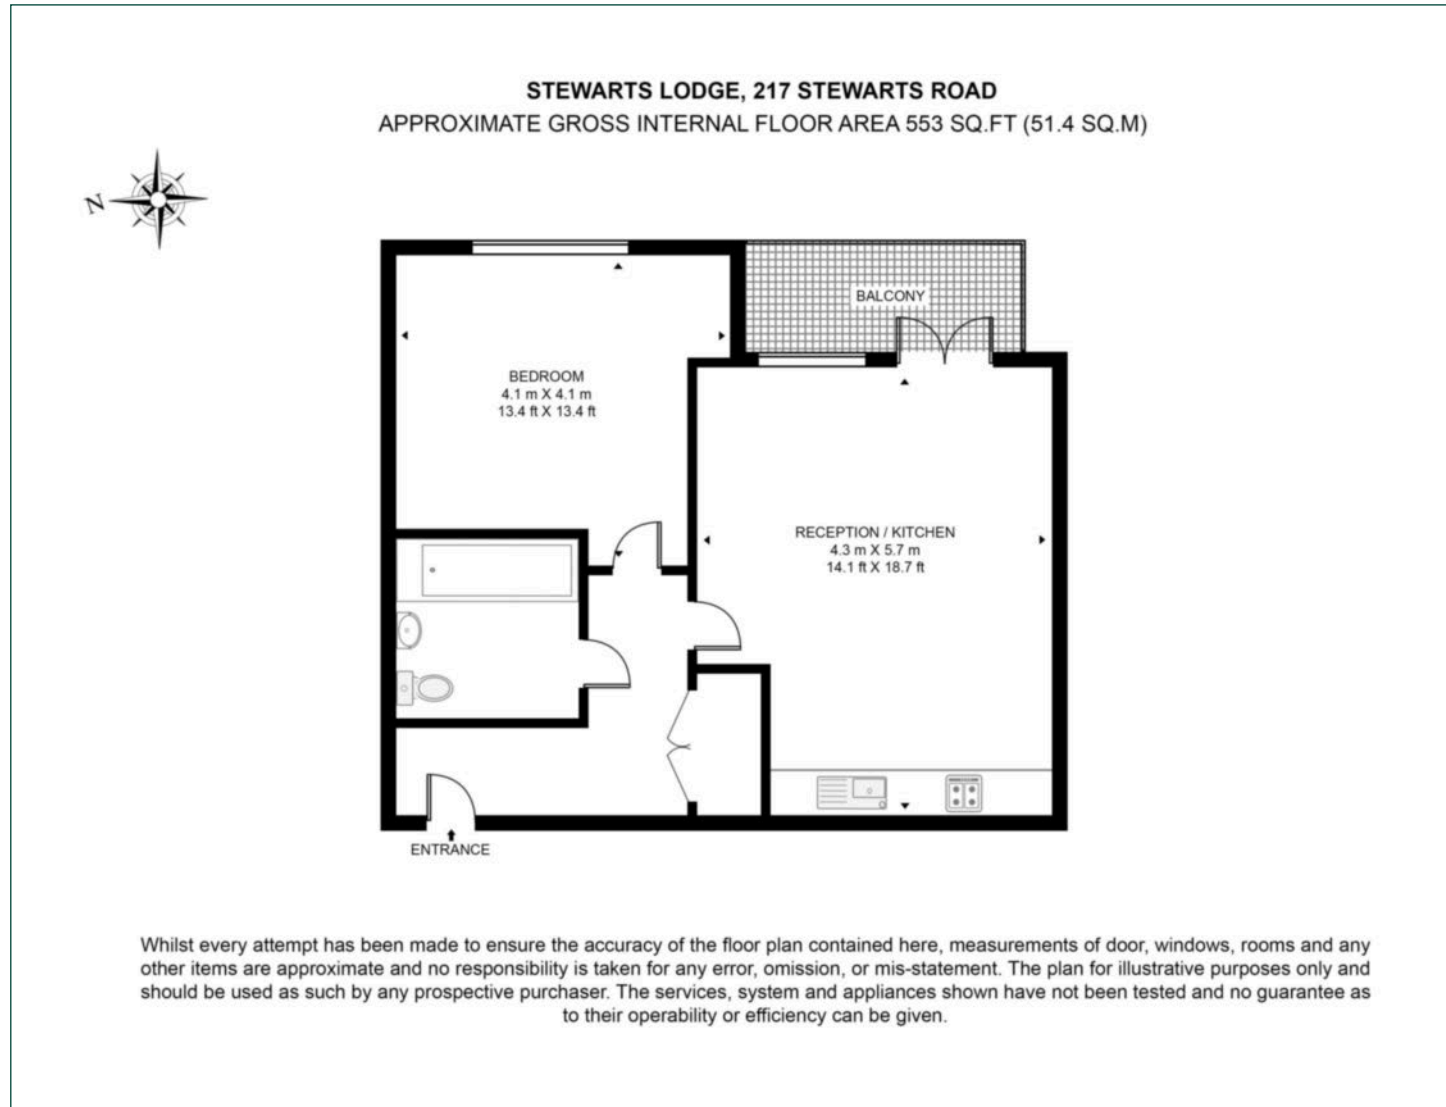 STEWARTS LODGE, 217 STEWARTS ROAD
APPROXIMATE GROSS INTERNAL FLOOR AREA 553 SQ.FT (51.4 SQ.M)
N
BALCONY
BEDROOM
4.1 m X 4.1 m
13.4 ft X 13.4 ft
RECEPTION / KITCHEN
4.3 m X 5.7 m
14.1 ft X 18.7 ft
ENTRANCE
Whilst every attempt has been made to ensure the accuracy of the floor plan contained here, measurements of door, windows, rooms and any
other items are approximate and no responsibility is taken for any error, omission, or mis-statement. The plan for illustrative purposes only and
should be used as such by any prospective purchaser. The services, system and appliances shown have not been tested and no guarantee as
to their operability or efficiency can be given.